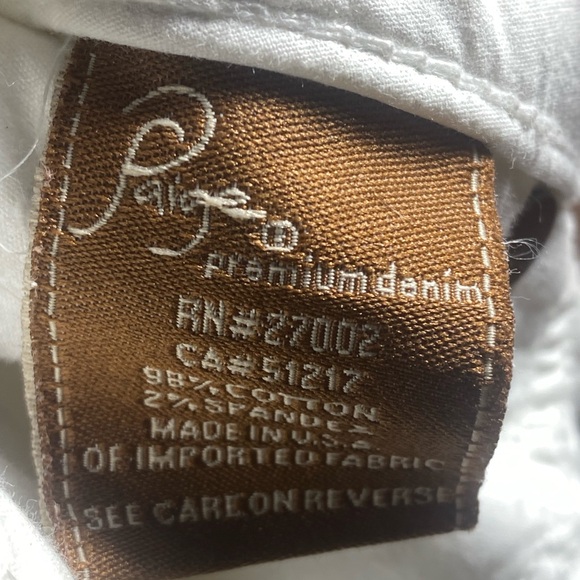 Paige®
premium denim
RN#27002
CA#51217
98% COTTON
2% SPANDEX
MADE IN U.S.A
OF IMPORTED FABRIC
SEE CARE ON REVERSE